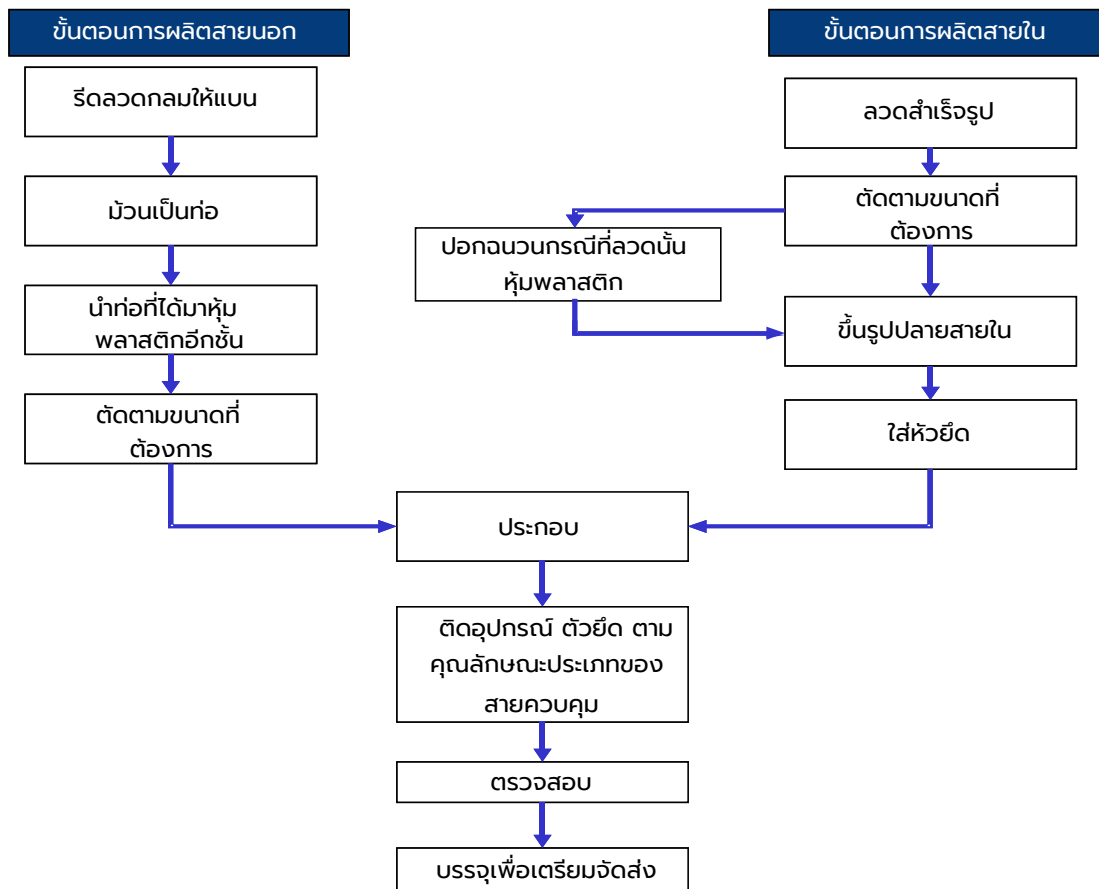 ขั้นตอนการผลิตสายนอก
รีดลวดกลมให้แบน
ม้วนเป็นท่อ
นำท่อที่ได้มาหุ้ม
พลาสติกอีกชั้น
ตัดตามขนาดที่
ต้องการ
ขั้นตอนการผลิตสายใน
ลวดสำเร็จรูป
ตัดตามขนาดที่
ต้องการ
ปอกฉนวนกรณีที่ลวดนั้น
หุ้มพลาสติก
ขึ้นรูปปลายสายใน
ใส่หัวยึด
ประกอบ
ติดอุปกรณ์ ตัวยึด ตาม
คุณลักษณะประเภทของ
สายควบคุม
ตรวจสอบ
บรรจุเพื่อเตรียมจัดส่ง